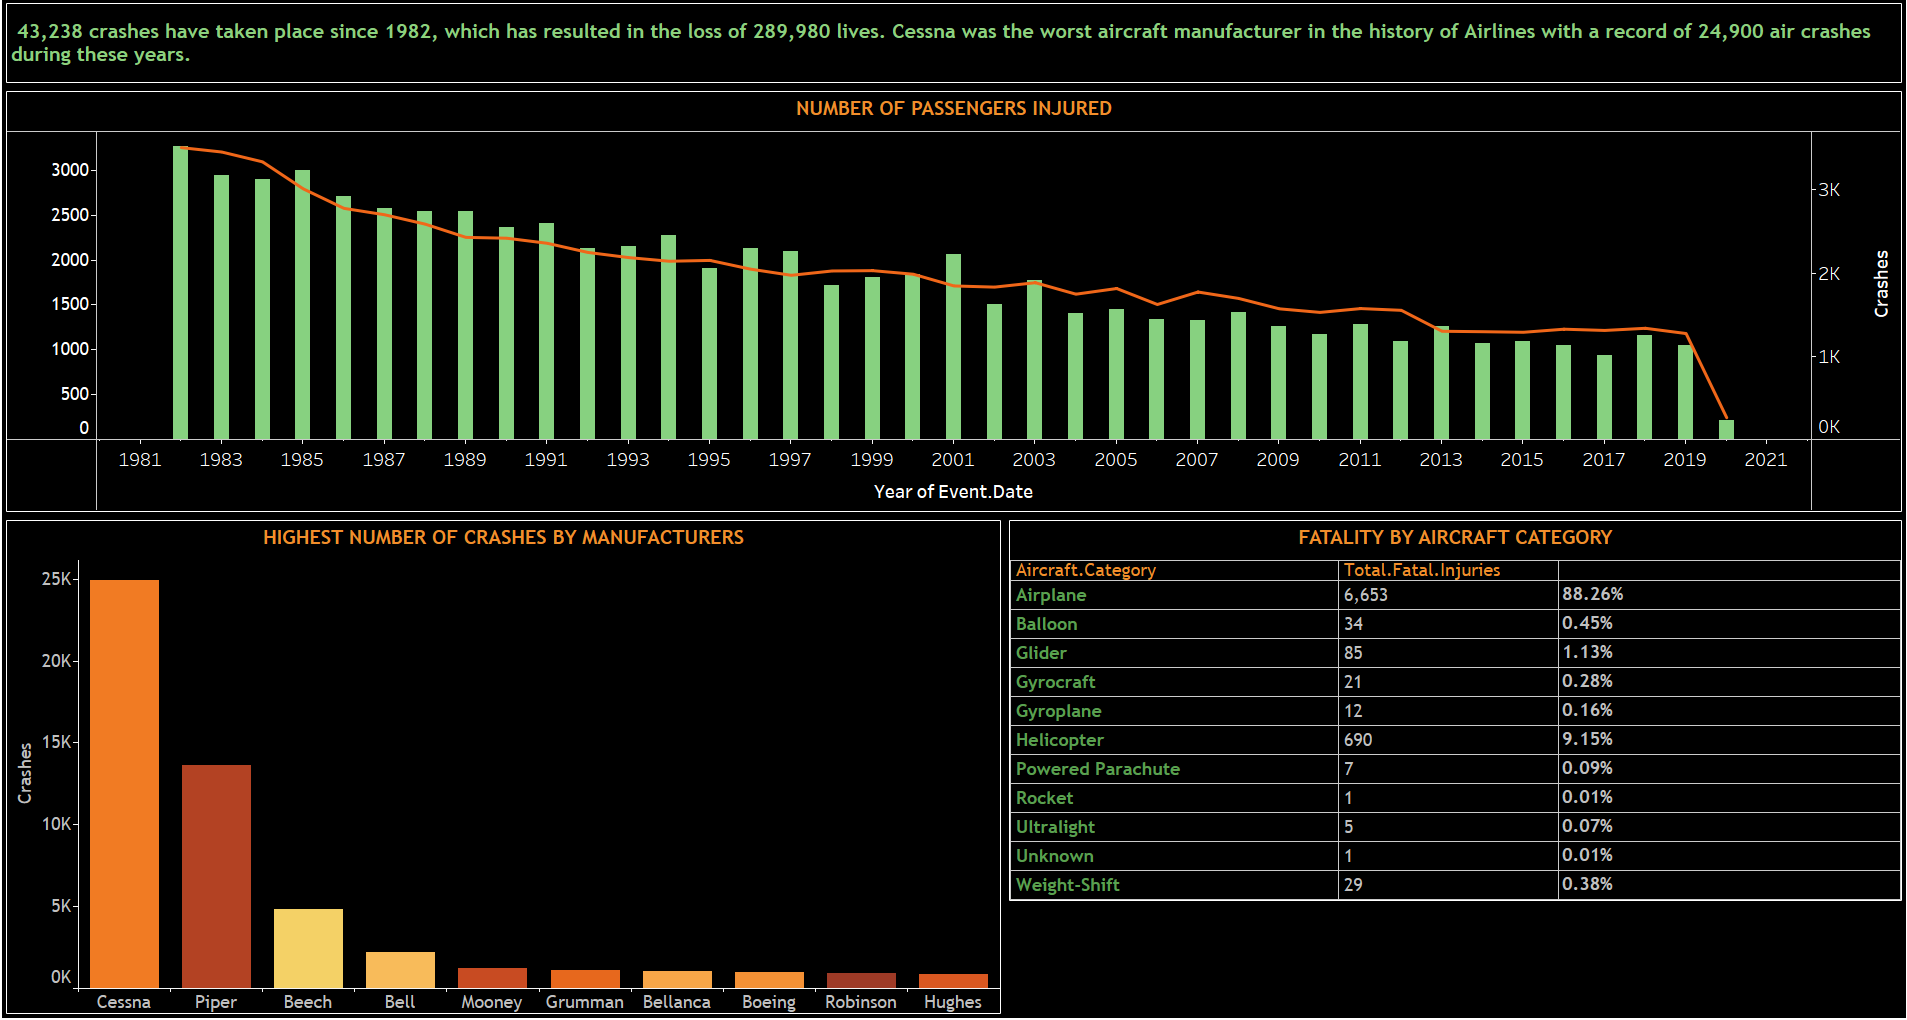 43,238 crashes have taken place since 1982, which has resulted in the loss of 289,980 lives. Cessna was the worst aircraft manufacturer in the history of Airlines with a record of 24,900 air crashes
during these years.
NUMBER OF PASSENGERS INJURED
3000
2500
2000
1500
1000
500
0
3K
2K
1K
0K
Crashes
1981 1983 1985 1987 1989 1991 1993 1995 1997 1999 2001 2003 2005 2007 2009 2011 2013 2015 2017 2019 2021
Year of Event.Date
HIGHEST NUMBER OF CRASHES BY MANUFACTURERS
25K
20K
15K
10K
5K
0K
Crashes
Cessna Piper Beech Bell Mooney Grumman Bellanca Boeing Robinson Hughes
FATALITY BY AIRCRAFT CATEGORY
Aircraft.Category Total.Fatal.Injuries
Airplane 6,653 88.26%
Balloon 34 0.45%
Glider 85 1.13%
Gyrocraft 21 0.28%
Gyroplane 12 0.16%
Helicopter 690 9.15%
Powered Parachute 7 0.09%
Rocket 1 0.01%
Ultralight 5 0.07%
Unknown 1 0.01%
Weight-Shift 29 0.38%